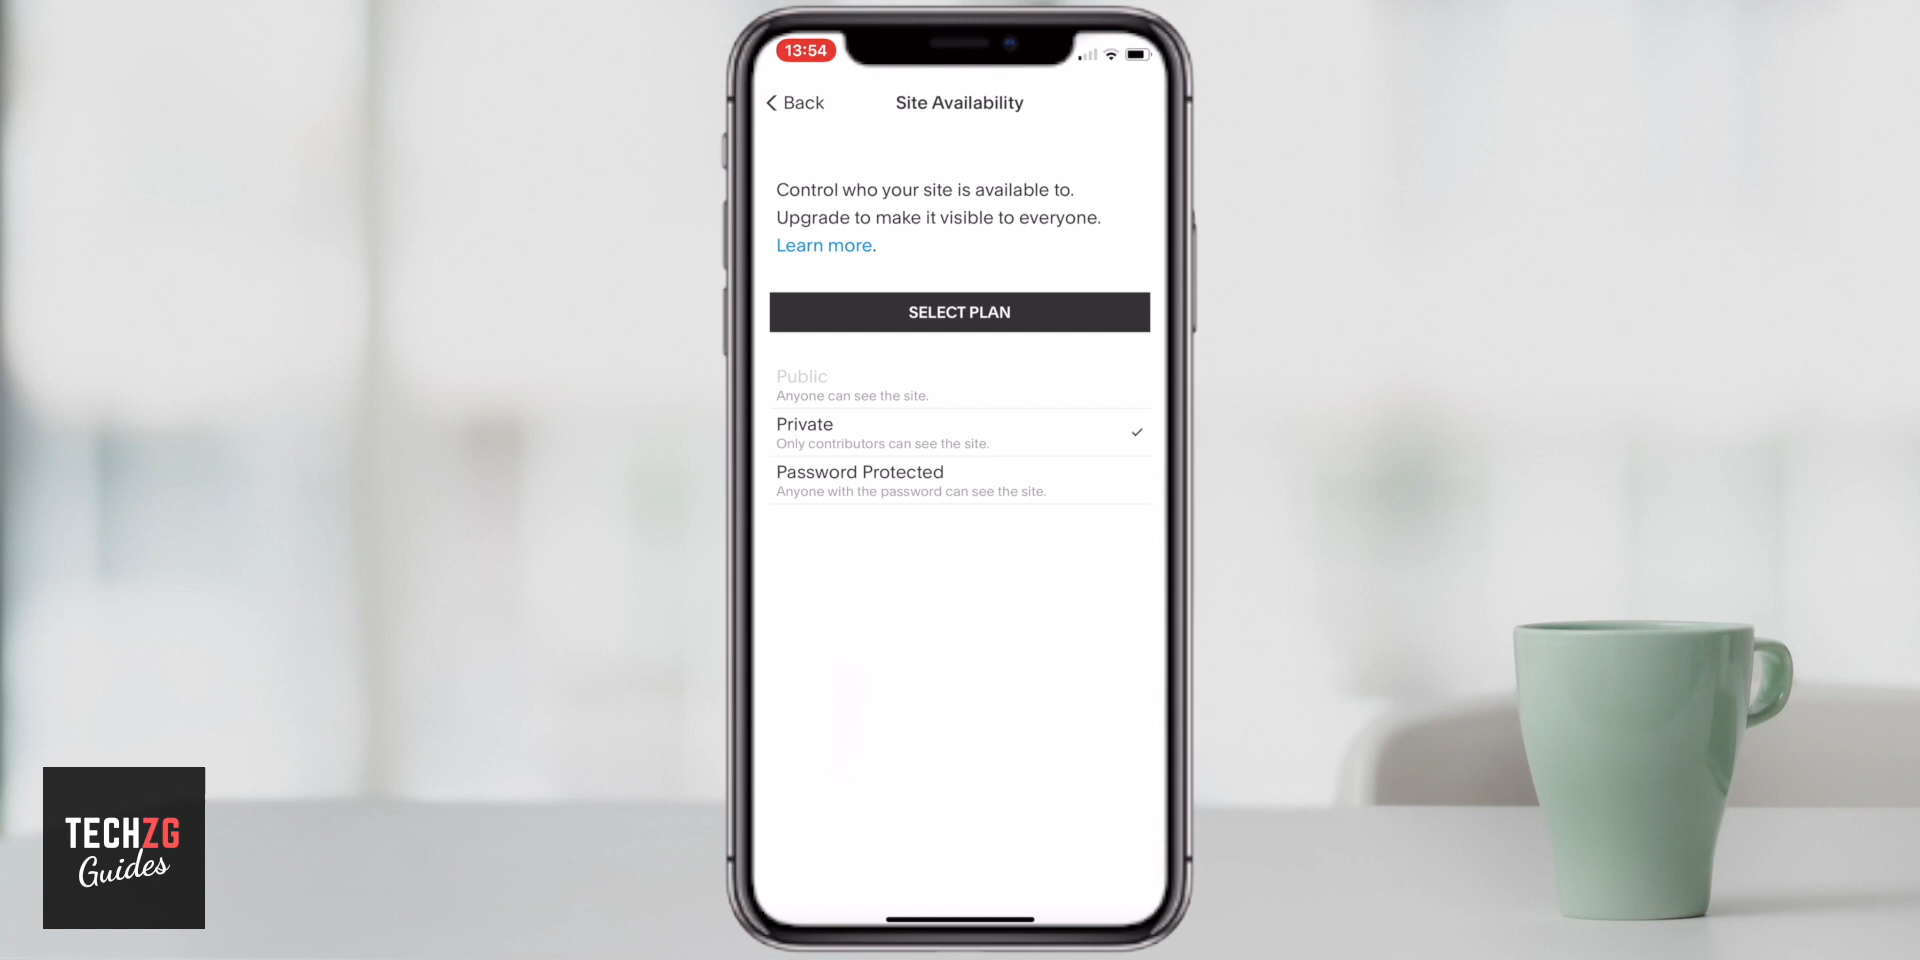 13:54
Back
Site Availability
Control who your site is available to.
Upgrade to make it visible to everyone.
Learn more.
SELECT PLAN
Public
Anyone can see the site.
Private
Only contributors can see the site.
Password Protected
Anyone with the password can see the site.
TECHZG
Guides